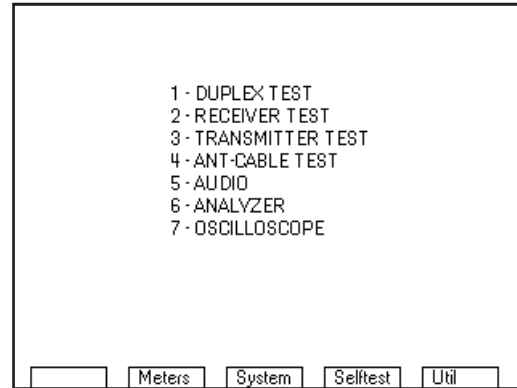 1 - DUPLEX TEST
2 - RECEIVER TEST
3 - TRANSMITTER TEST
4 - ANT-CABLE TEST
5 - AUDIO
6 - ANALYZER
7 - OSCILLOSCOPE
Meters System Selftest Util